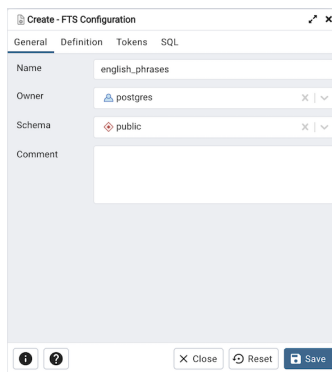 Create - FTS Configuration
General Definition Tokens SQL
Name english_phrases
Owner postgres
Schema public
Comment
Close Reset Save